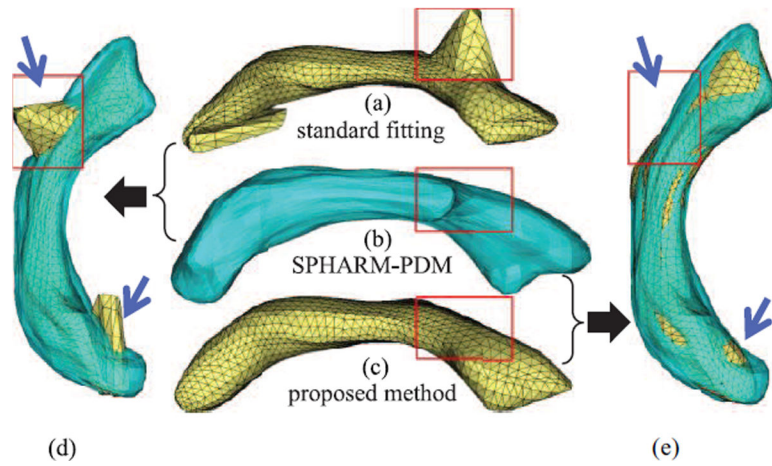 (a)
standard fitting
(b)
SPHARM-PDM
(c)
proposed method
(d)
(e)